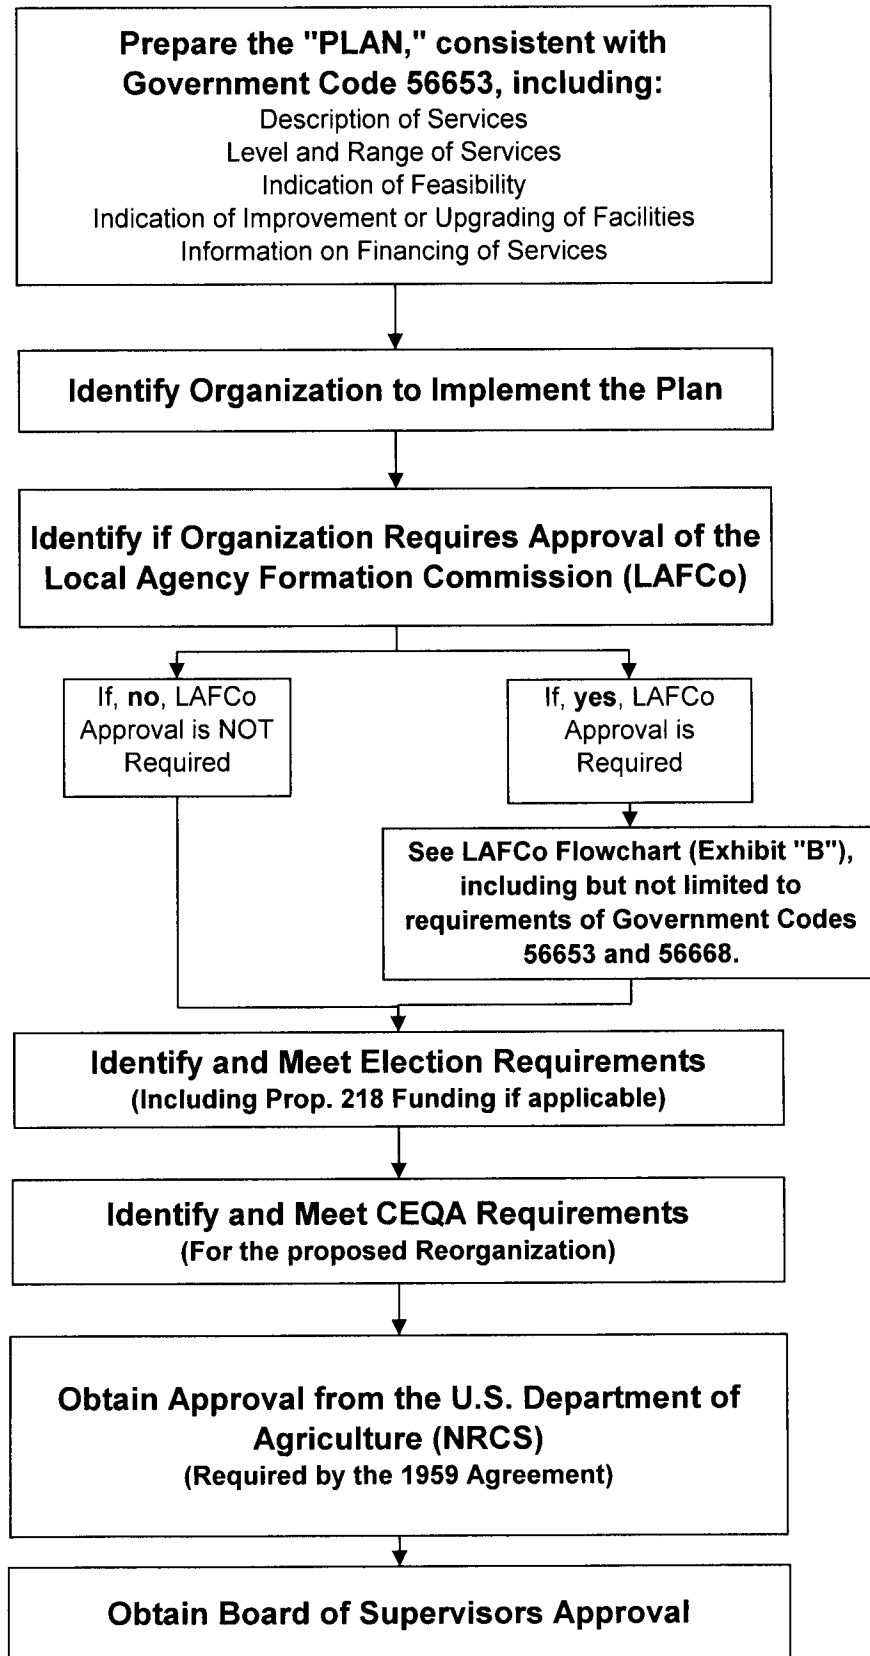 Prepare the "PLAN," consistent with
Government Code 56653, including:
Description of Services
Level and Range of Services
Indication of Feasibility
Indication of Improvement or Upgrading of Facilities
Information on Financing of Services
Identify Organization to Implement the Plan
Identify if Organization Requires Approval of the
Local Agency Formation Commission (LAFCo)
If, no, LAFCo
Approval is NOT
Required
If, yes, LAFCo
Approval is
Required
See LAFCo Flowchart (Exhibit "B"),
including but not limited to
requirements of Government Codes
56653 and 56668.
Identify and Meet Election Requirements
(Including Prop. 218 Funding if applicable)
Identify and Meet CEQA Requirements
(For the proposed Reorganization)
Obtain Approval from the U.S. Department of
Agriculture (NRCS)
(Required by the 1959 Agreement)
Obtain Board of Supervisors Approval